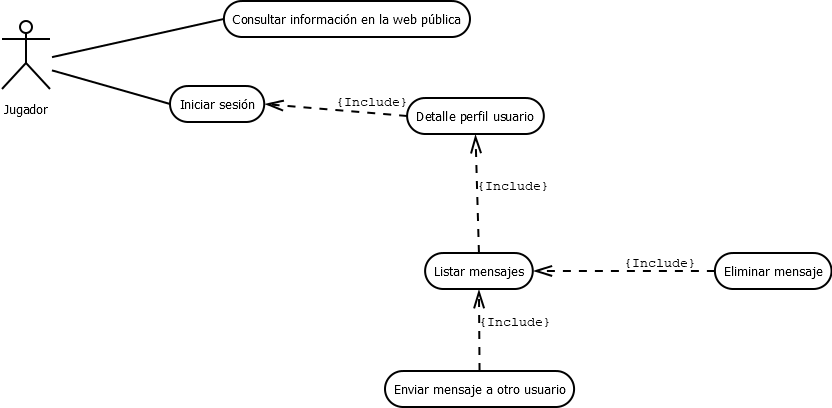 Consultar información en la web pública
Jugador
Iniciar sesión
{Include}
Detalle perfil usuario
{Include}
Listar mensajes
{Include}
Eliminar mensaje
{Include}
Enviar mensaje a otro usuario